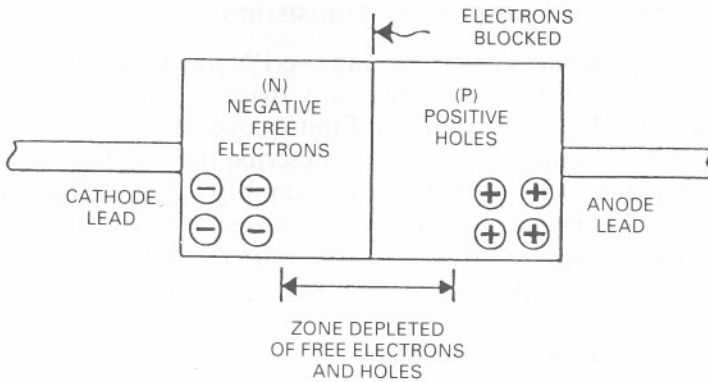 ELECTRONS
BLOCKED
(N)
NEGATIVE
FREE
ELECTRONS
(P)
POSITIVE
HOLES
CATHODE
LEAD
− −
− −
+ +
+ +
ANODE
LEAD
ZONE DEPLETED
OF FREE ELECTRONS
AND HOLES